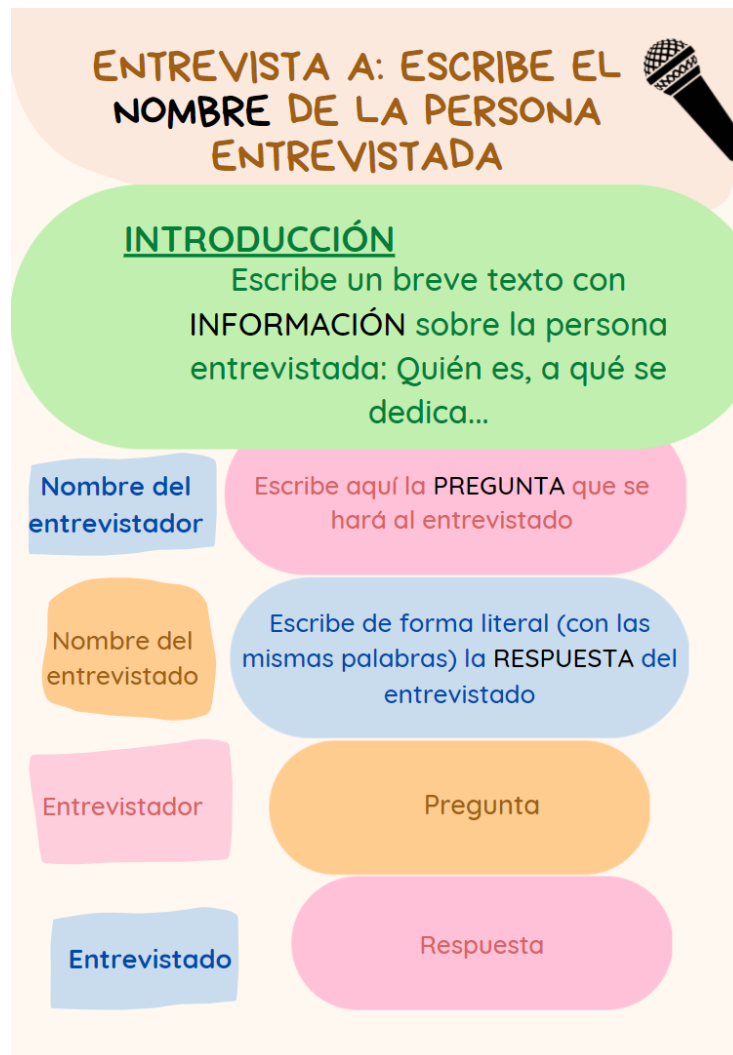 ENTREVISTA A: ESCRIBE EL
NOMBRE DE LA PERSONA
ENTREVISTADA
INTRODUCCIÓN
Escribe un breve texto con
INFORMACIÓN sobre la persona
entrevistada: Quién es, a qué se
dedica...
Nombre del
entrevistador
Escribe aquí la PREGUNTA que se
hará al entrevistado
Nombre del
entrevistado
Escribe de forma literal (con las
mismas palabras) la RESPUESTA del
entrevistado
Entrevistador
Pregunta
Entrevistado
Respuesta